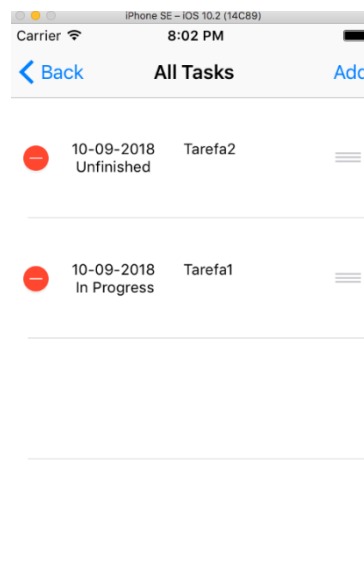 iPhone SE – iOS 10.2 (14C89)
Carrier 8:02 PM
Back All Tasks Add
10-09-2018 Tarefa2
Unfinished
10-09-2018 Tarefa1
In Progress